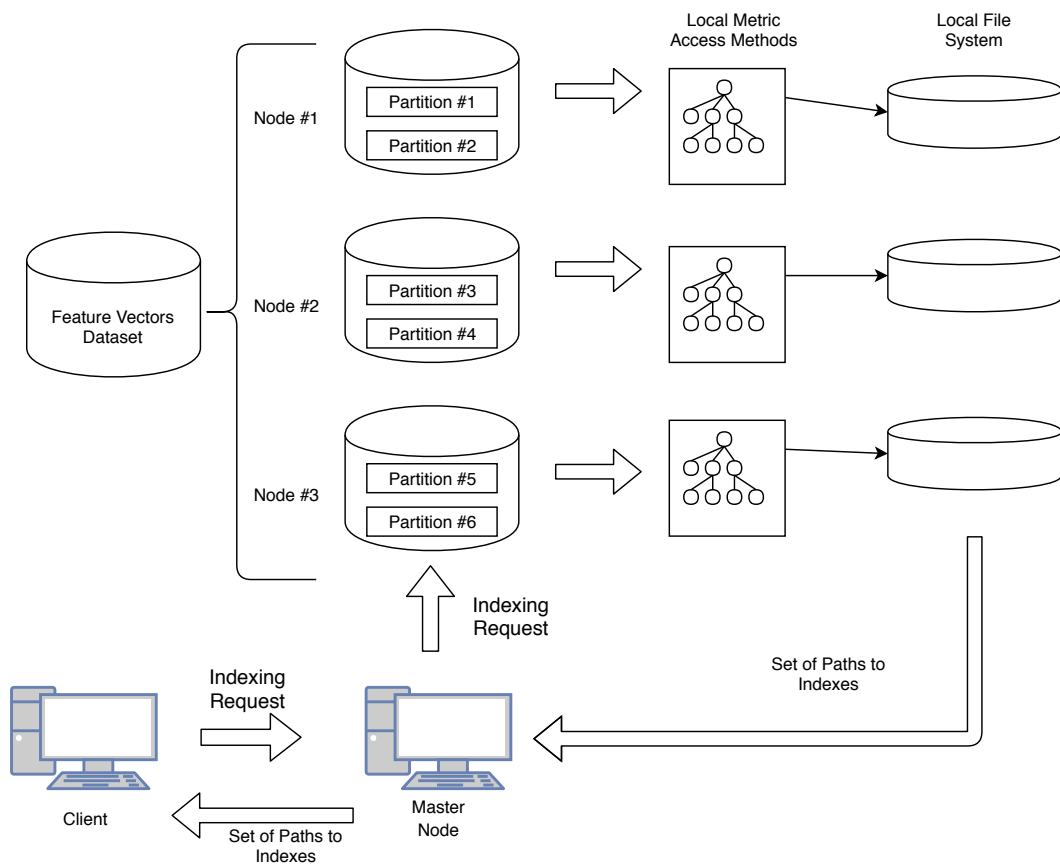 Local Metric
Access Methods
Local File
System
Node #1
Partition #1
Partition #2
Feature Vectors
Dataset
Node #2
Partition #3
Partition #4
Node #3
Partition #5
Partition #6
Indexing
Request
Set of Paths to
Indexes
Indexing
Request
Client
Master
Node
Set of Paths to
Indexes